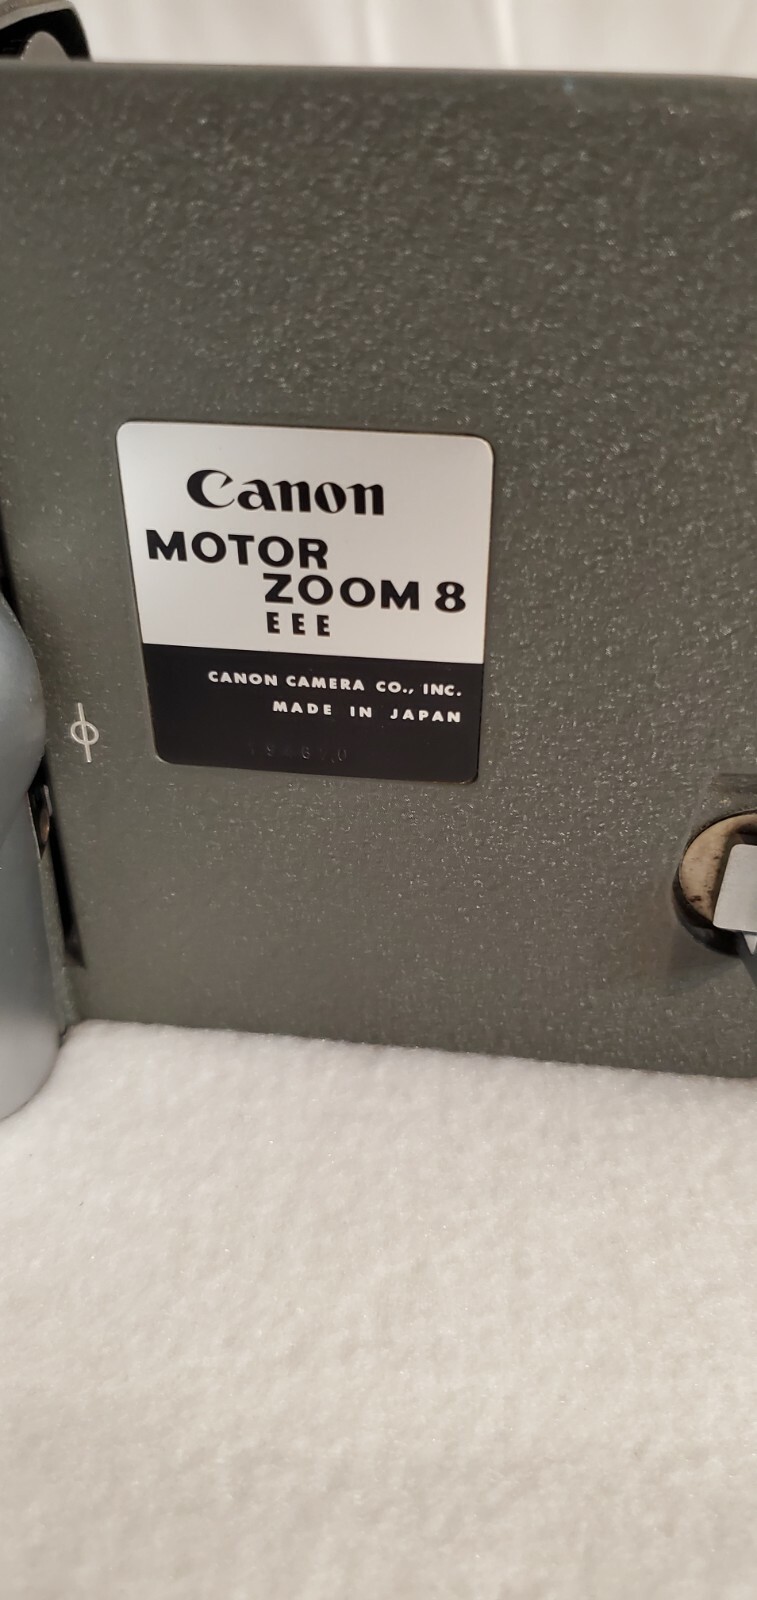 Canon
MOTOR
ZOOM 8
EEE
CANON CAMERA CO., INC.
MADE IN JAPAN